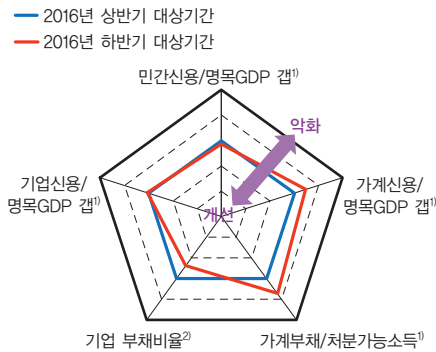 2016년 상반기 대상기간
2016년 하반기 대상기간
민간신용/명목GDP 갭¹⁾
악화
기업신용/
명목GDP 갭¹⁾
가계신용/
명목GDP 갭¹⁾
개선
기업 부채비율²⁾
가계부채/처분가능소득¹⁾